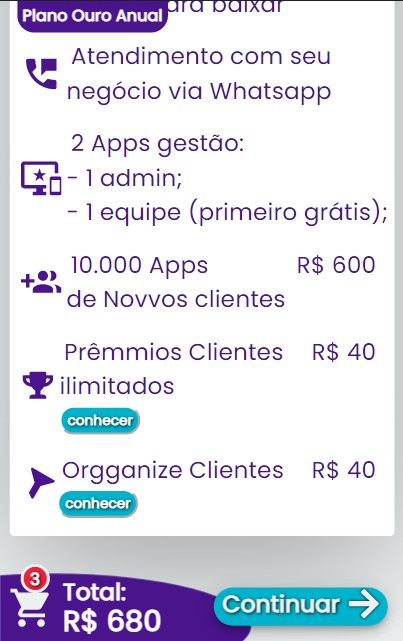 Plano Ouro Anual
para baixar
Atendimento com seu
negócio via Whatsapp
2 Apps gestão:
- 1 admin;
- 1 equipe (primeiro grátis);
10.000 Apps R$ 600
de Novvos clientes
Prêmmios Clientes R$ 40
ilimitados
conhecer
Orgganize Clientes R$ 40
conhecer
3
Total:
R$ 680
Continuar